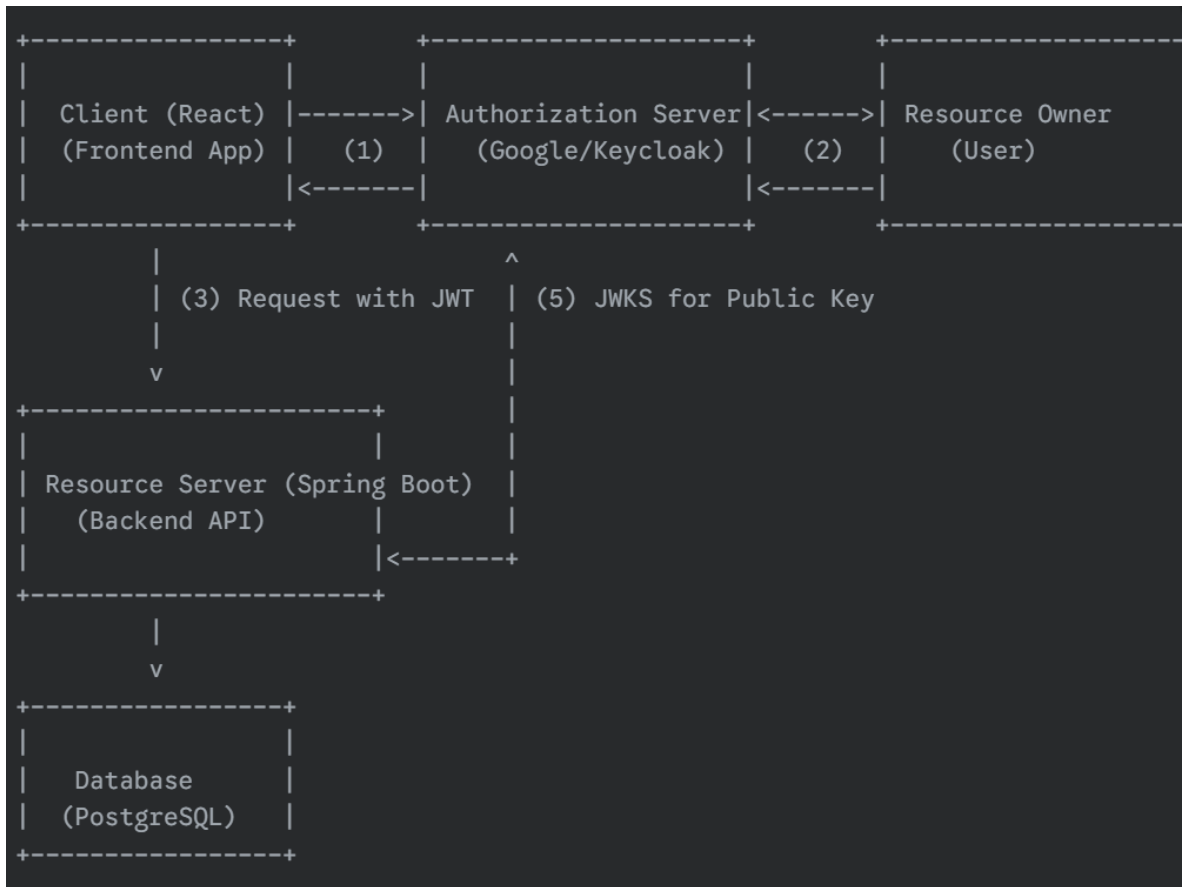 +------------------+        +---------------------+        +--------------------
|                  |        |                     |        |
|  Client (React)  |------->| Authorization Server|<------>| Resource Owner
|  (Frontend App)  |   (1)  |   (Google/Keycloak) |   (2)  |    (User)
|                  |<-------|                     |<-------|
+------------------+        +---------------------+        +--------------------
         |                        ^
         | (3) Request with JWT   | (5) JWKS for Public Key
         |                        |
         v                        |
+-----------------------+         |
|                       |         |
| Resource Server (Spring Boot)   |
|   (Backend API)       |         |
|                       |<--------+
+-----------------------+
         |
         v
+------------------+
|                  |
|   Database       |
|  (PostgreSQL)    |
+------------------+